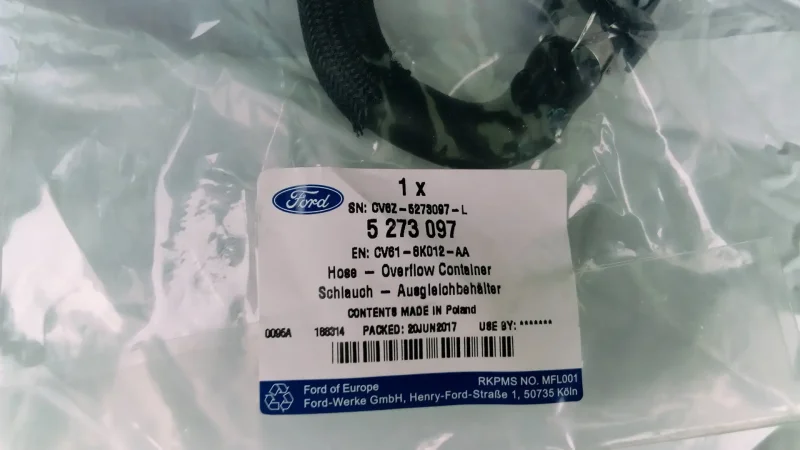 Ford
1 x
SN: CV6Z-5273097-L
5 273 097
EN: CV61-8K012-AA
Hose - Overflow Container
Schlauch - Ausgleichbehälter
CONTENTS MADE IN Poland
0095A 186314 PACKED: 20JUN2017 USE BY: *******
Ford of Europe RKPMS NO. MFL001
Ford-Werke GmbH, Henry-Ford-Straße 1, 50735 Köln